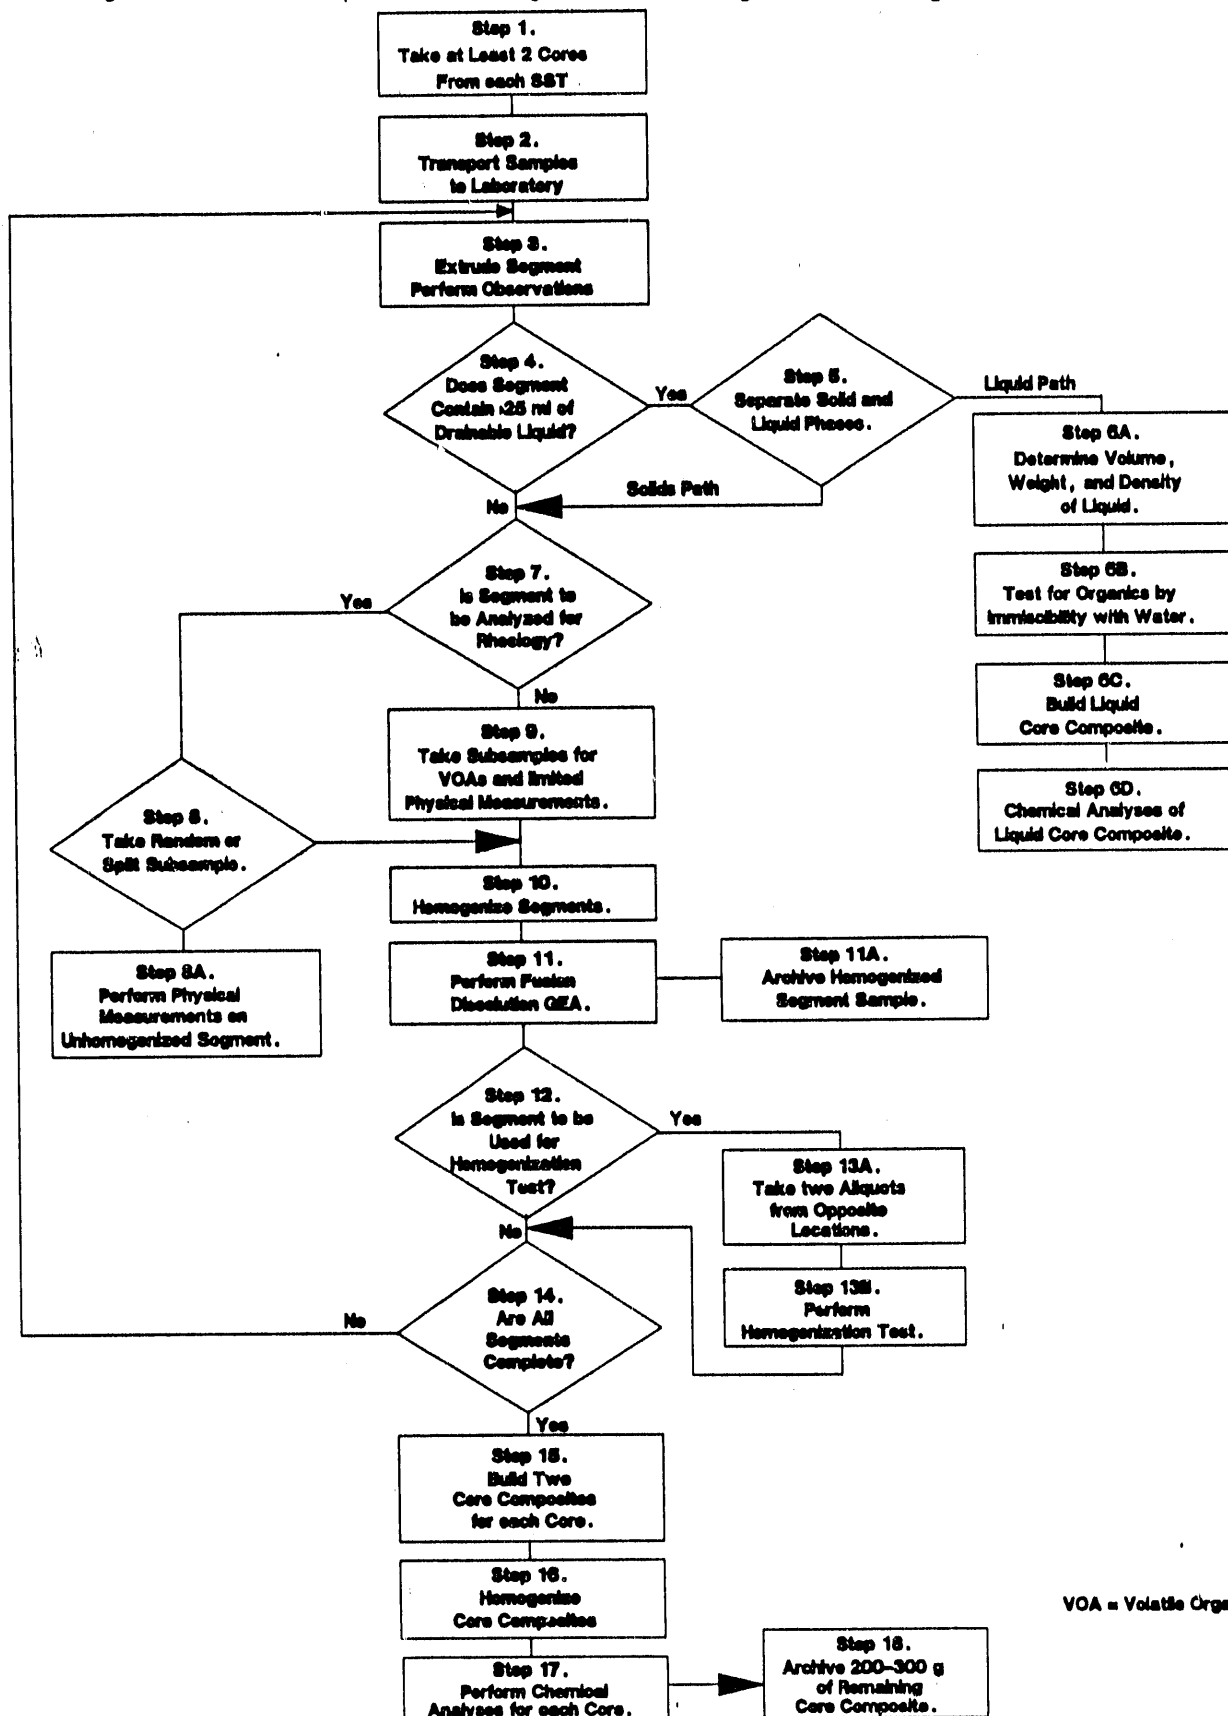 Step 1.
Take at Least 2 Cores
From each SST
Step 2.
Transport Samples
to Laboratory
Step 3.
Extrude Segment
Perform Observations
Step 4.
Does Segment
Contain >25 ml of
Drainable Liquid?
Yes
Step 5.
Separate Solid and
Liquid Phases.
Liquid Path
Step 6A.
Determine Volume,
Weight, and Density
of Liquid.
Solids Path
No
Step 6B.
Test for Organics by
Immiscibility with Water.
Step 7.
Is Segment to
be Analyzed for
Rheology?
Yes
No
Step 6C.
Build Liquid
Core Composite.
Step 9.
Take Subsamples for
VOAs and limited
Physical Measurements.
Step 6D.
Chemical Analyses of
Liquid Core Composite.
Step 8.
Take Random or
Split Subsample.
Step 10.
Homogenize Segments.
Step 8A.
Perform Physical
Measurements on
Unhomogenized Segment.
Step 11.
Perform Fusion
Dissolution GEA.
Step 11A.
Archive Homogenized
Segment Sample.
Step 12.
Is Segment to be
Used for
Homogenization
Test?
Yes
Step 13A.
Take two Aliquots
from Opposite
Locations.
No
Step 13B.
Perform
Homogenization Test.
Step 14.
Are All
Segments
Complete?
No
Yes
Step 15.
Build Two
Core Composites
for each Core.
Step 16.
Homogenize
Core Composites
VOA = Volatile Orga
Step 17.
Perform Chemical
Analyses for each Core.
Step 18.
Archive 200-300 g
of Remaining
Core Composite.